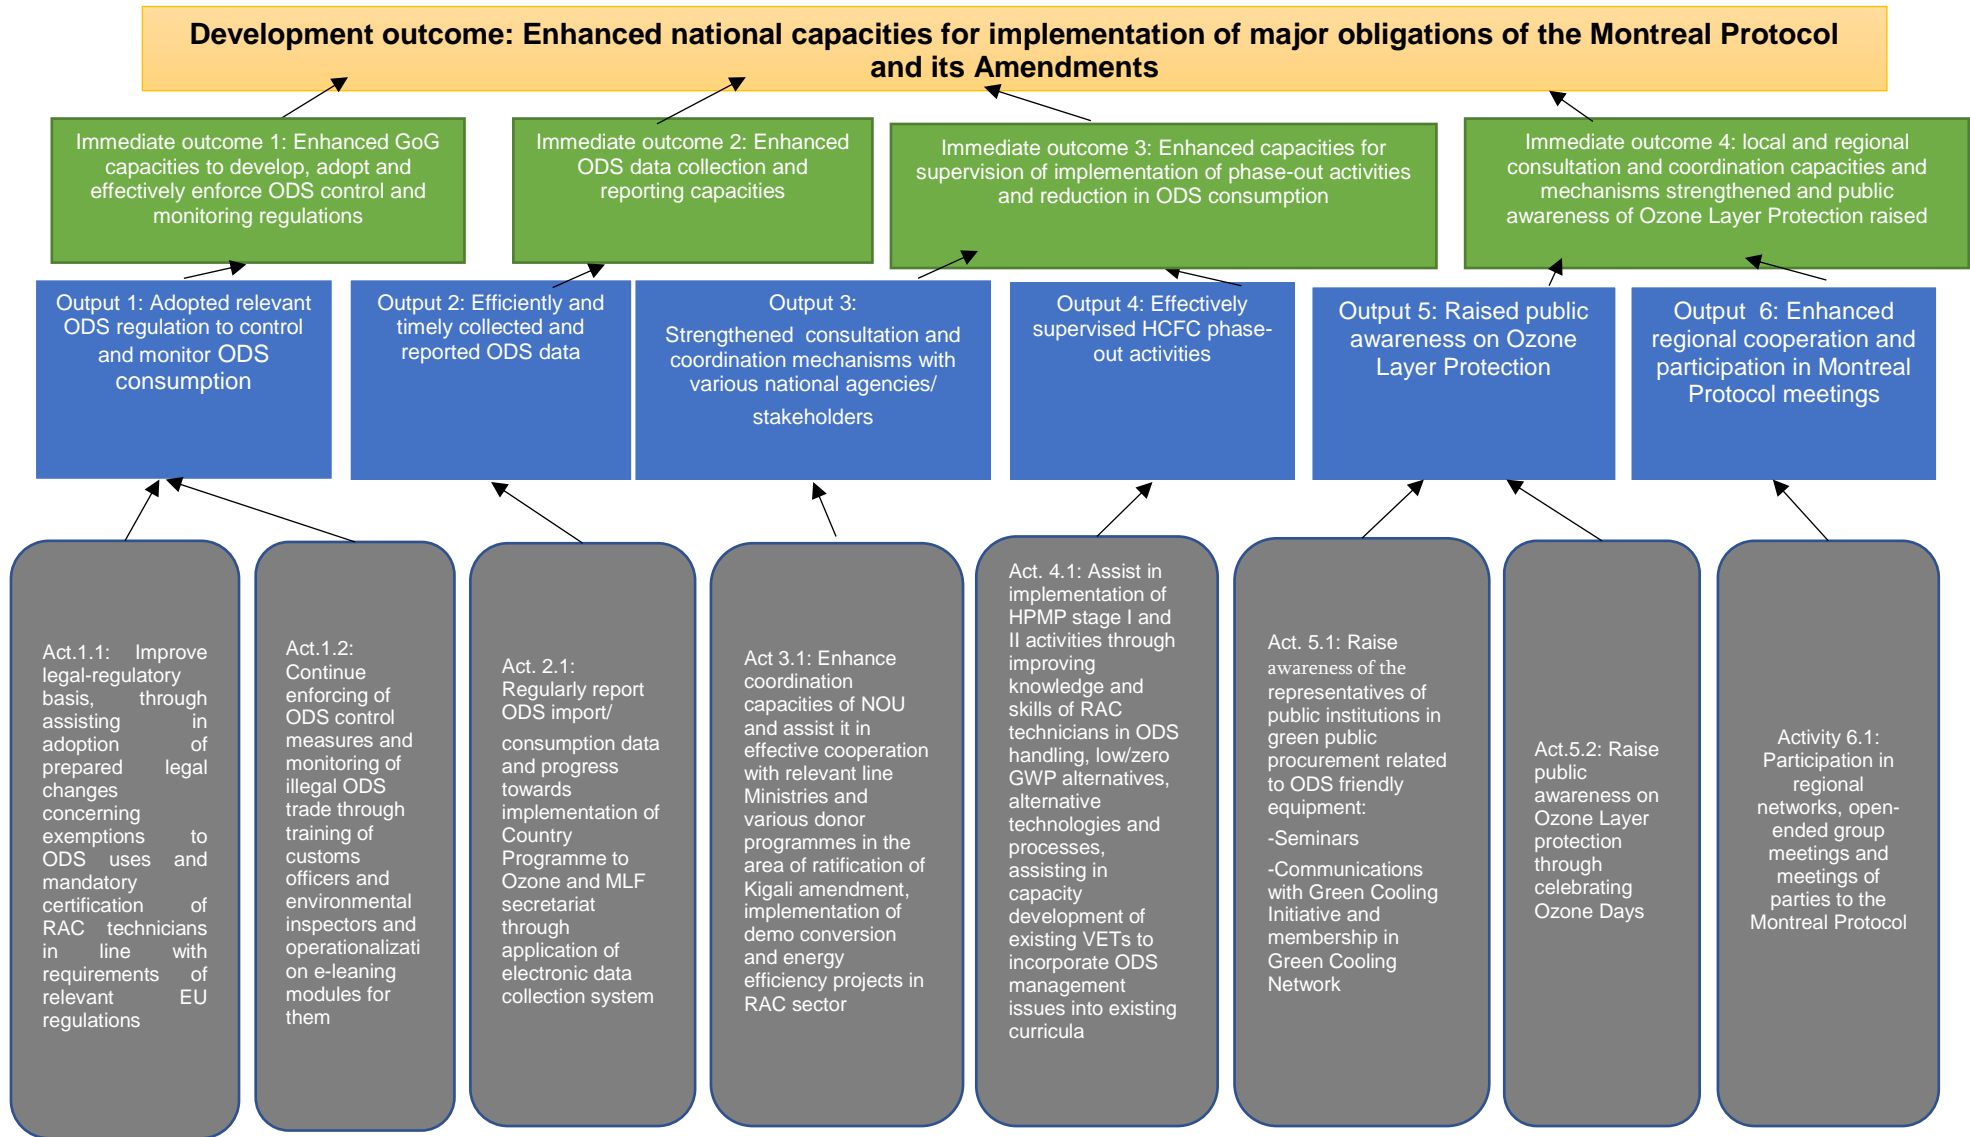 Development outcome: Enhanced national capacities for implementation of major obligations of the Montreal Protocol
and its Amendments
Immediate outcome 1: Enhanced GoG
capacities to develop, adopt and
effectively enforce ODS control and
monitoring regulations
Immediate outcome 2: Enhanced
ODS data collection and
reporting capacities
Immediate outcome 3: Enhanced capacities for
supervision of implementation of phase-out activities
and reduction in ODS consumption
Immediate outcome 4: local and regional
consultation and coordination capacities and
mechanisms strengthened and public
awareness of Ozone Layer Protection raised
Output 1: Adopted relevant
ODS regulation to control
and monitor ODS
consumption
Output 2: Efficiently and
timely collected and
reported ODS data
Output 3:
Strengthened consultation and
coordination mechanisms with
various national agencies/
stakeholders
Output 4: Effectively
supervised HCFC phase-
out activities
Output 5: Raised public
awareness on Ozone
Layer Protection
Output 6: Enhanced
regional cooperation and
participation in Montreal
Protocol meetings
Act.1.1: Improve
legal-regulatory
basis, through
assisting in
adoption of
prepared legal
changes
concerning
exemptions to
ODS uses and
mandatory
certification of
RAC technicians
in line with
requirements of
relevant EU
regulations
Act.1.2:
Continue
enforcing of
ODS control
measures and
monitoring of
illegal ODS
trade through
training of
customs
officers and
environmental
inspectors and
operationalizati
on e-leaning
modules for
them
Act. 2.1:
Regularly report
ODS import/
consumption data
and progress
towards
implementation of
Country
Programme to
Ozone and MLF
secretariat
through
application of
electronic data
collection system
Act 3.1: Enhance
coordination
capacities of NOU
and assist it in
effective cooperation
with relevant line
Ministries and
various donor
programmes in the
area of ratification of
Kigali amendment,
implementation of
demo conversion
and energy
efficiency projects in
RAC sector
Act. 4.1: Assist in
implementation of
HPMP stage I and
II activities through
improving
knowledge and
skills of RAC
technicians in ODS
handling, low/zero
GWP alternatives,
alternative
technologies and
processes,
assisting in
capacity
development of
existing VETs to
incorporate ODS
management
issues into existing
curricula
Act. 5.1: Raise
awareness of the
representatives of
public institutions in
green public
procurement related
to ODS friendly
equipment:
-Seminars
-Communications
with Green Cooling
Initiative and
membership in
Green Cooling
Network
Act.5.2: Raise
public
awareness on
Ozone Layer
protection
through
celebrating
Ozone Days
Activity 6.1:
Participation in
regional
networks, open-
ended group
meetings and
meetings of
parties to the
Montreal Protocol